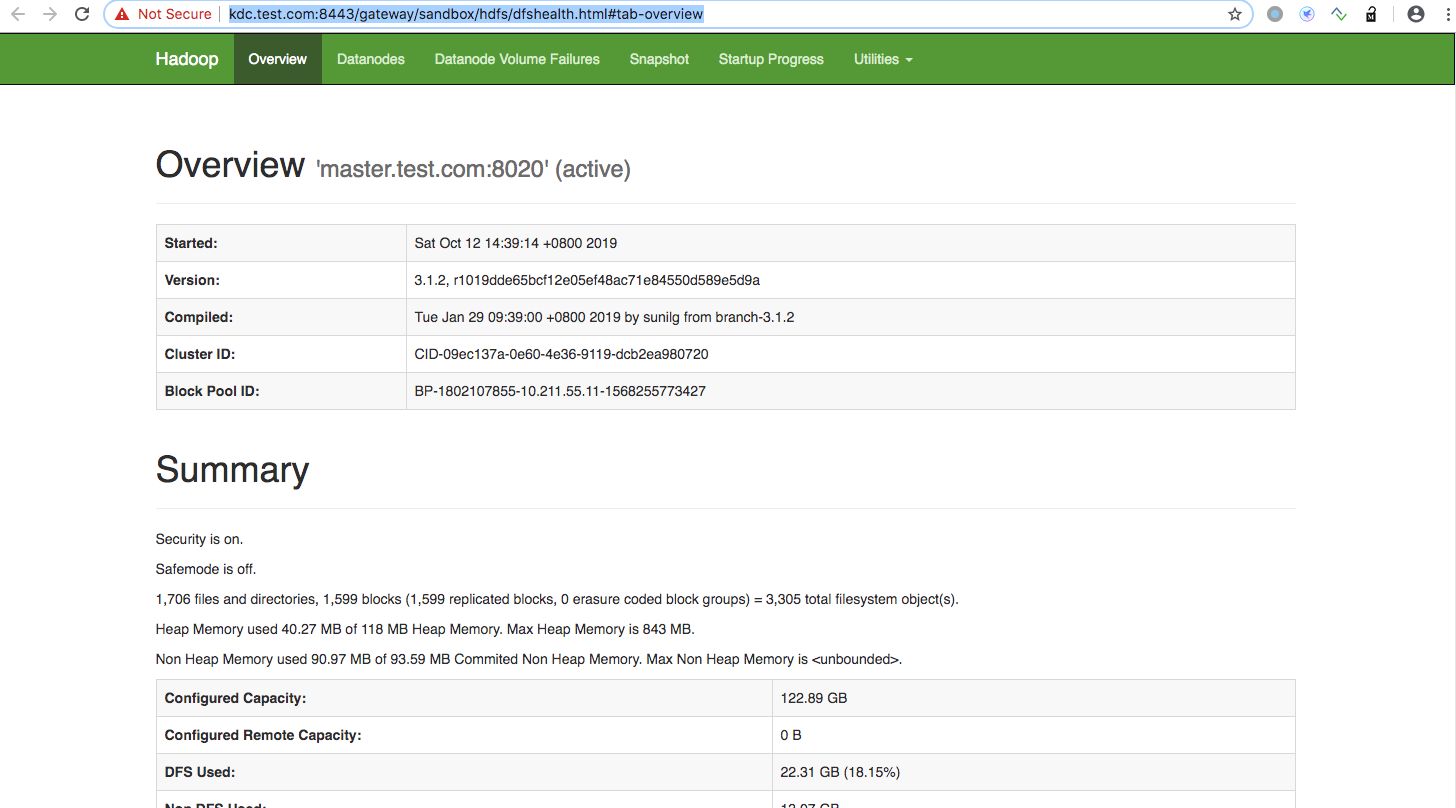 Not Secure kdc.test.com:8443/gateway/sandbox/hdfs/dfshealth.html#tab-overview
Hadoop Overview Datanodes Datanode Volume Failures Snapshot Startup Progress Utilities
Overview 'master.test.com:8020' (active)
Started: Sat Oct 12 14:39:14 +0800 2019
Version: 3.1.2, r1019dde65bcf12e05ef48ac71e84550d589e5d9a
Compiled: Tue Jan 29 09:39:00 +0800 2019 by sunilg from branch-3.1.2
Cluster ID: CID-09ec137a-0e60-4e36-9119-dcb2ea980720
Block Pool ID: BP-1802107855-10.211.55.11-1568255773427
Summary
Security is on.
Safemode is off.
1,706 files and directories, 1,599 blocks (1,599 replicated blocks, 0 erasure coded block groups) = 3,305 total filesystem object(s).
Heap Memory used 40.27 MB of 118 MB Heap Memory. Max Heap Memory is 843 MB.
Non Heap Memory used 90.97 MB of 93.59 MB Commited Non Heap Memory. Max Non Heap Memory is <unbounded>.
Configured Capacity: 122.89 GB
Configured Remote Capacity: 0 B
DFS Used: 22.31 GB (18.15%)
Non DFS Used: